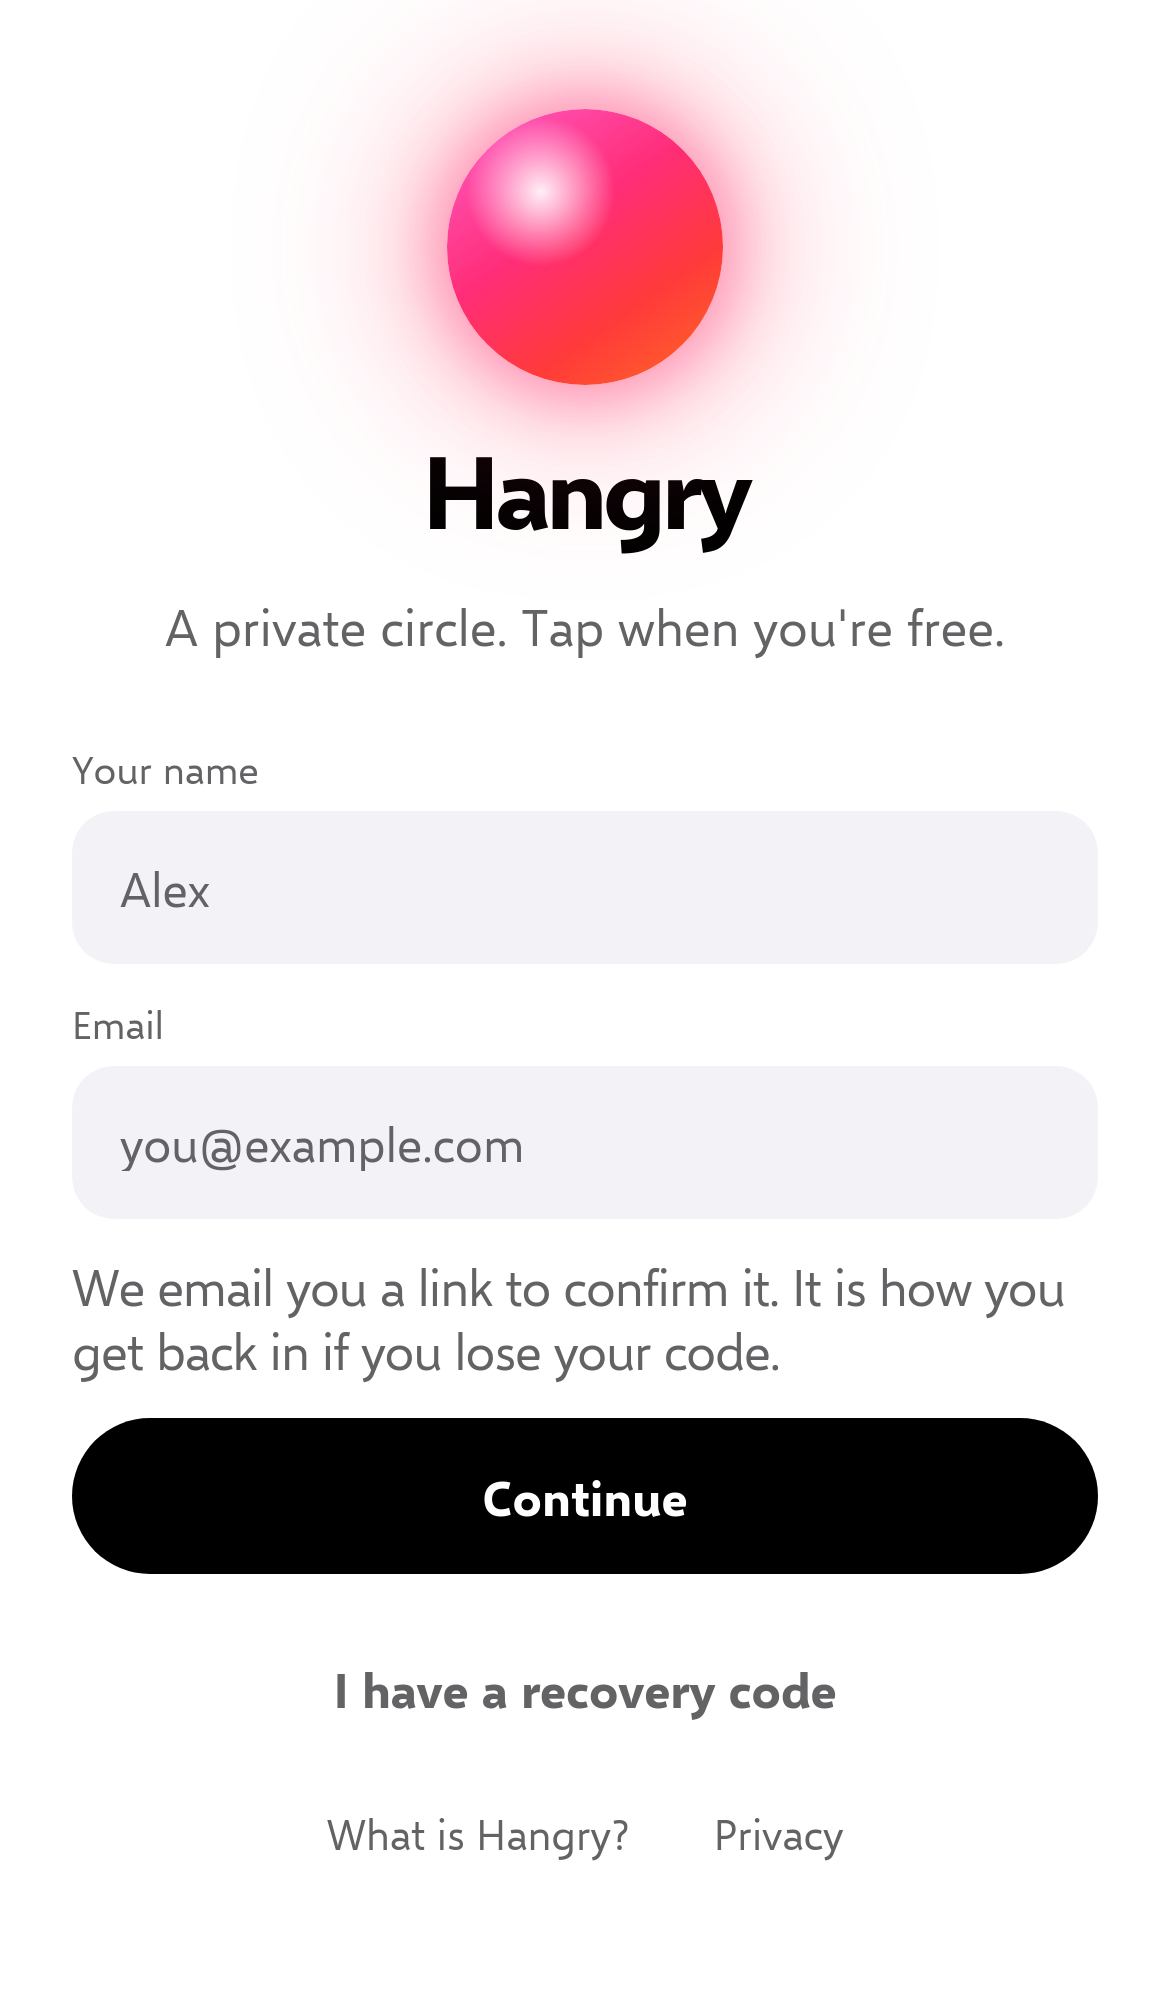 Hangry
A private circle. Tap when you're free.
Your name
Alex
Email
you@example.com
We email you a link to confirm it. It is how you
get back in if you lose your code.
Continue
I have a recovery code
What is Hangry? Privacy